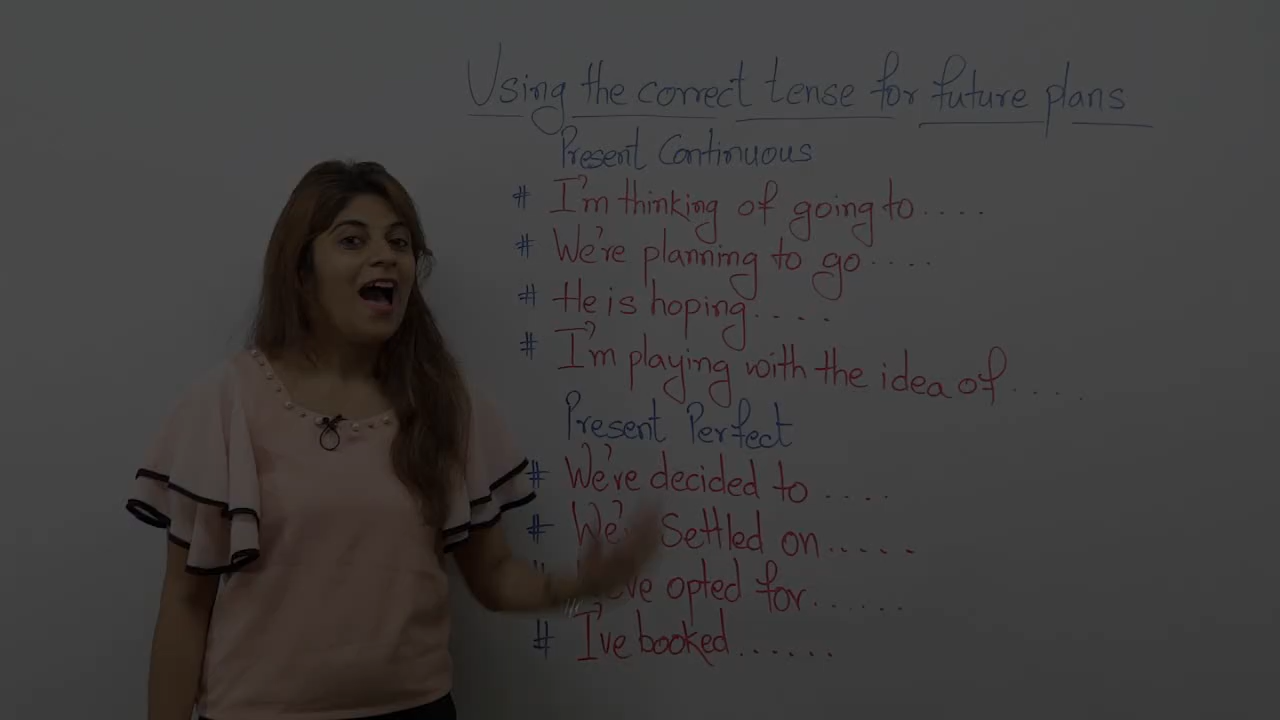 Using the correct tense for future plans
Present Continuous
# I'm thinking of going to....
# We're planning to go....
# He is hoping....
# I'm playing with the idea of....
Present Perfect
# We've decided to....
# Settled on.....
opted for......
# I've booked......